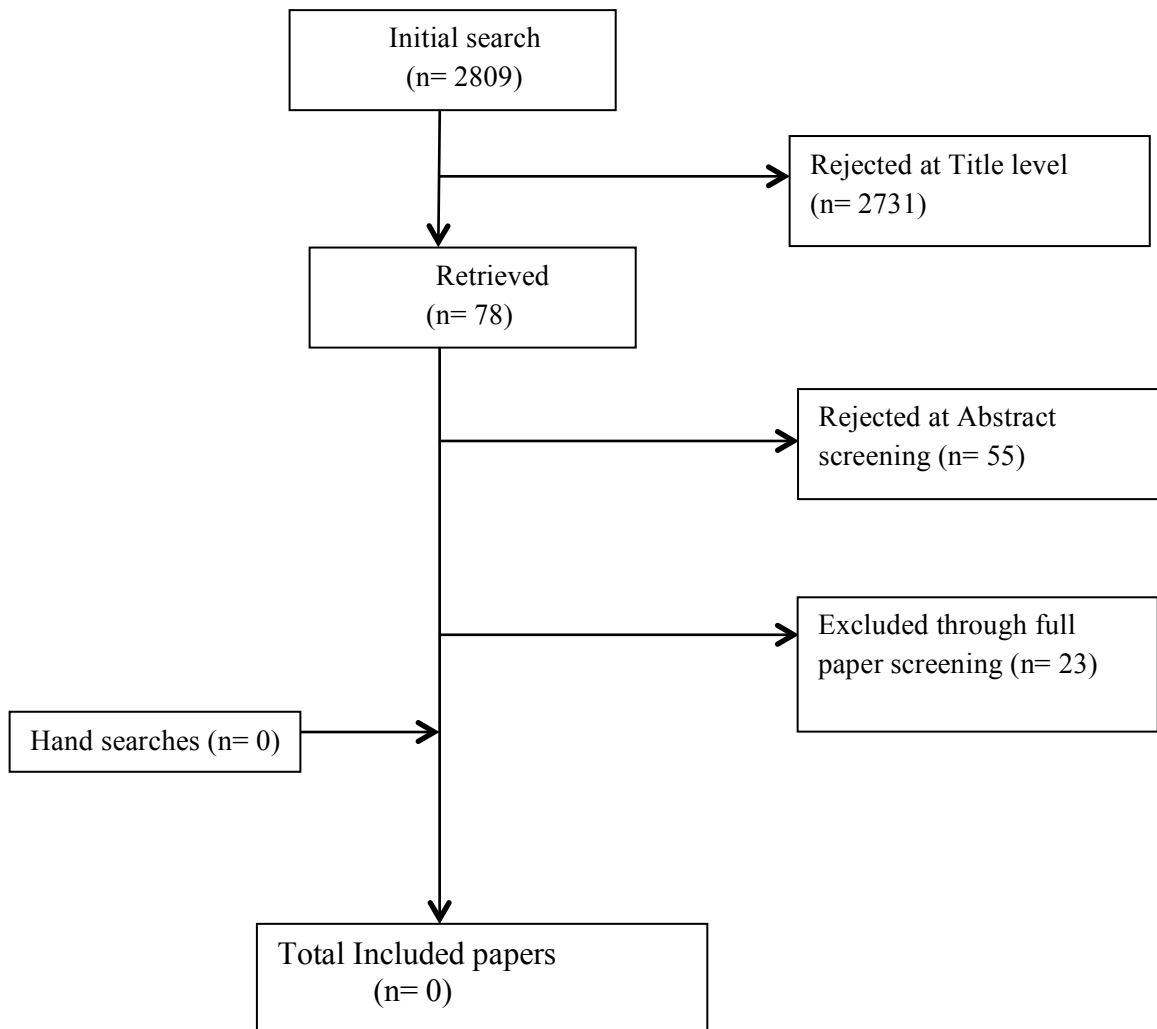 Initial search
(n= 2809)
Rejected at Title level
(n= 2731)
Retrieved
(n= 78)
Rejected at Abstract
screening (n= 55)
Excluded through full
paper screening (n= 23)
Hand searches (n= 0)
Total Included papers
(n= 0)